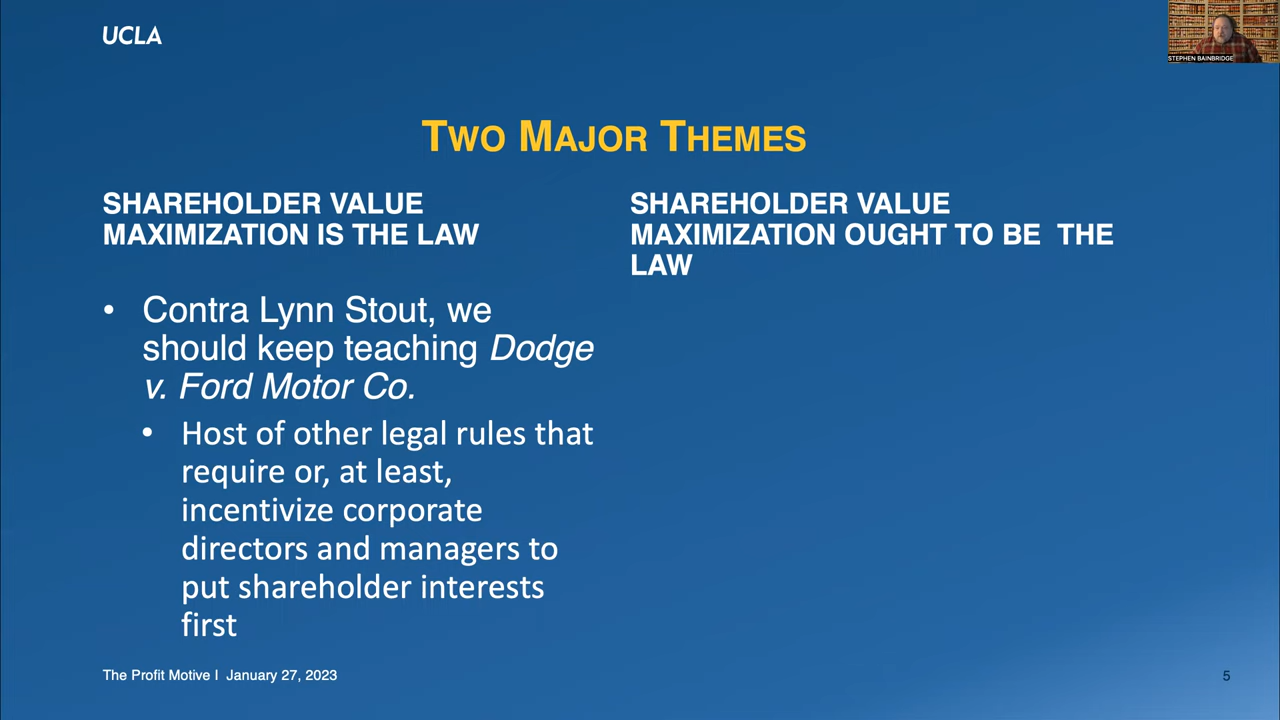 UCLA
STEPHEN BAINBRIDGE
TWO MAJOR THEMES
SHAREHOLDER VALUE
MAXIMIZATION IS THE LAW
• Contra Lynn Stout, we
should keep teaching Dodge
v. Ford Motor Co.
• Host of other legal rules that
require or, at least,
incentivize corporate
directors and managers to
put shareholder interests
first
SHAREHOLDER VALUE
MAXIMIZATION OUGHT TO BE  THE
LAW
The Profit Motive I  January 27, 2023
5